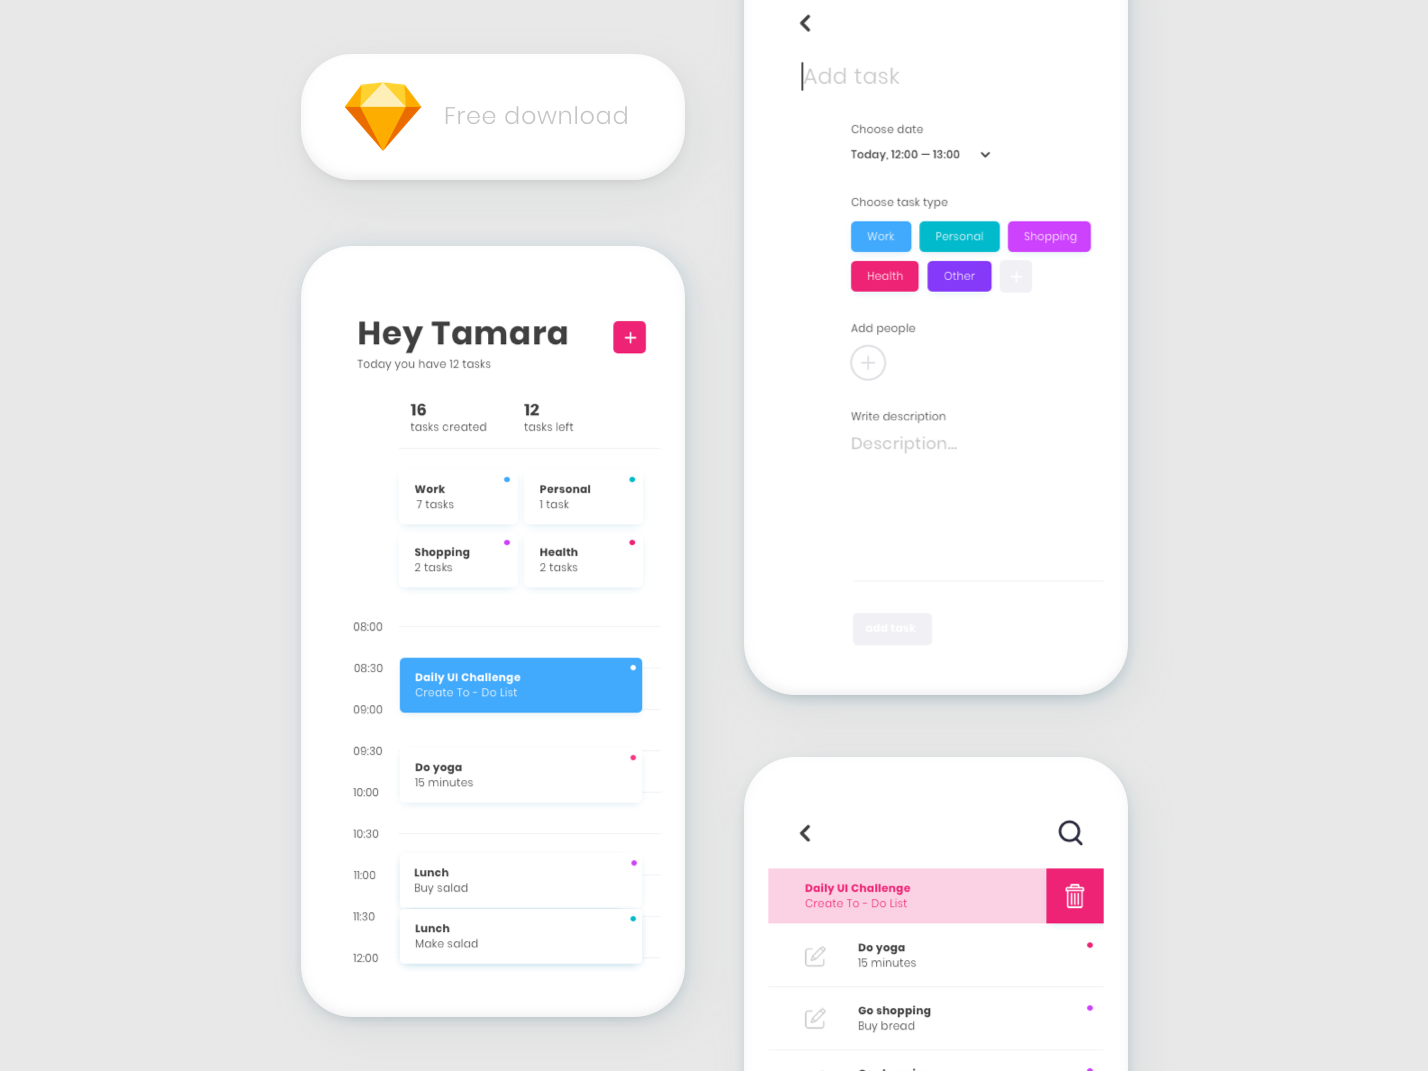 Free download
Hey Tamara
Today you have 12 tasks
16
tasks created
12
tasks left
Work
7 tasks
Personal
1 task
Shopping
2 tasks
Health
2 tasks
08:00
08:30
Daily UI Challenge
Create To - Do List
09:00
09:30
Do yoga
15 minutes
10:00
10:30
11:00
Lunch
Buy salad
11:30
Lunch
Make salad
12:00
Add task
Choose date
Today, 12:00 — 13:00
Choose task type
Work
Personal
Shopping
Health
Other
Add people
Write description
Description...
add task
Daily UI Challenge
Create To - Do List
Do yoga
15 minutes
Go shopping
Buy bread